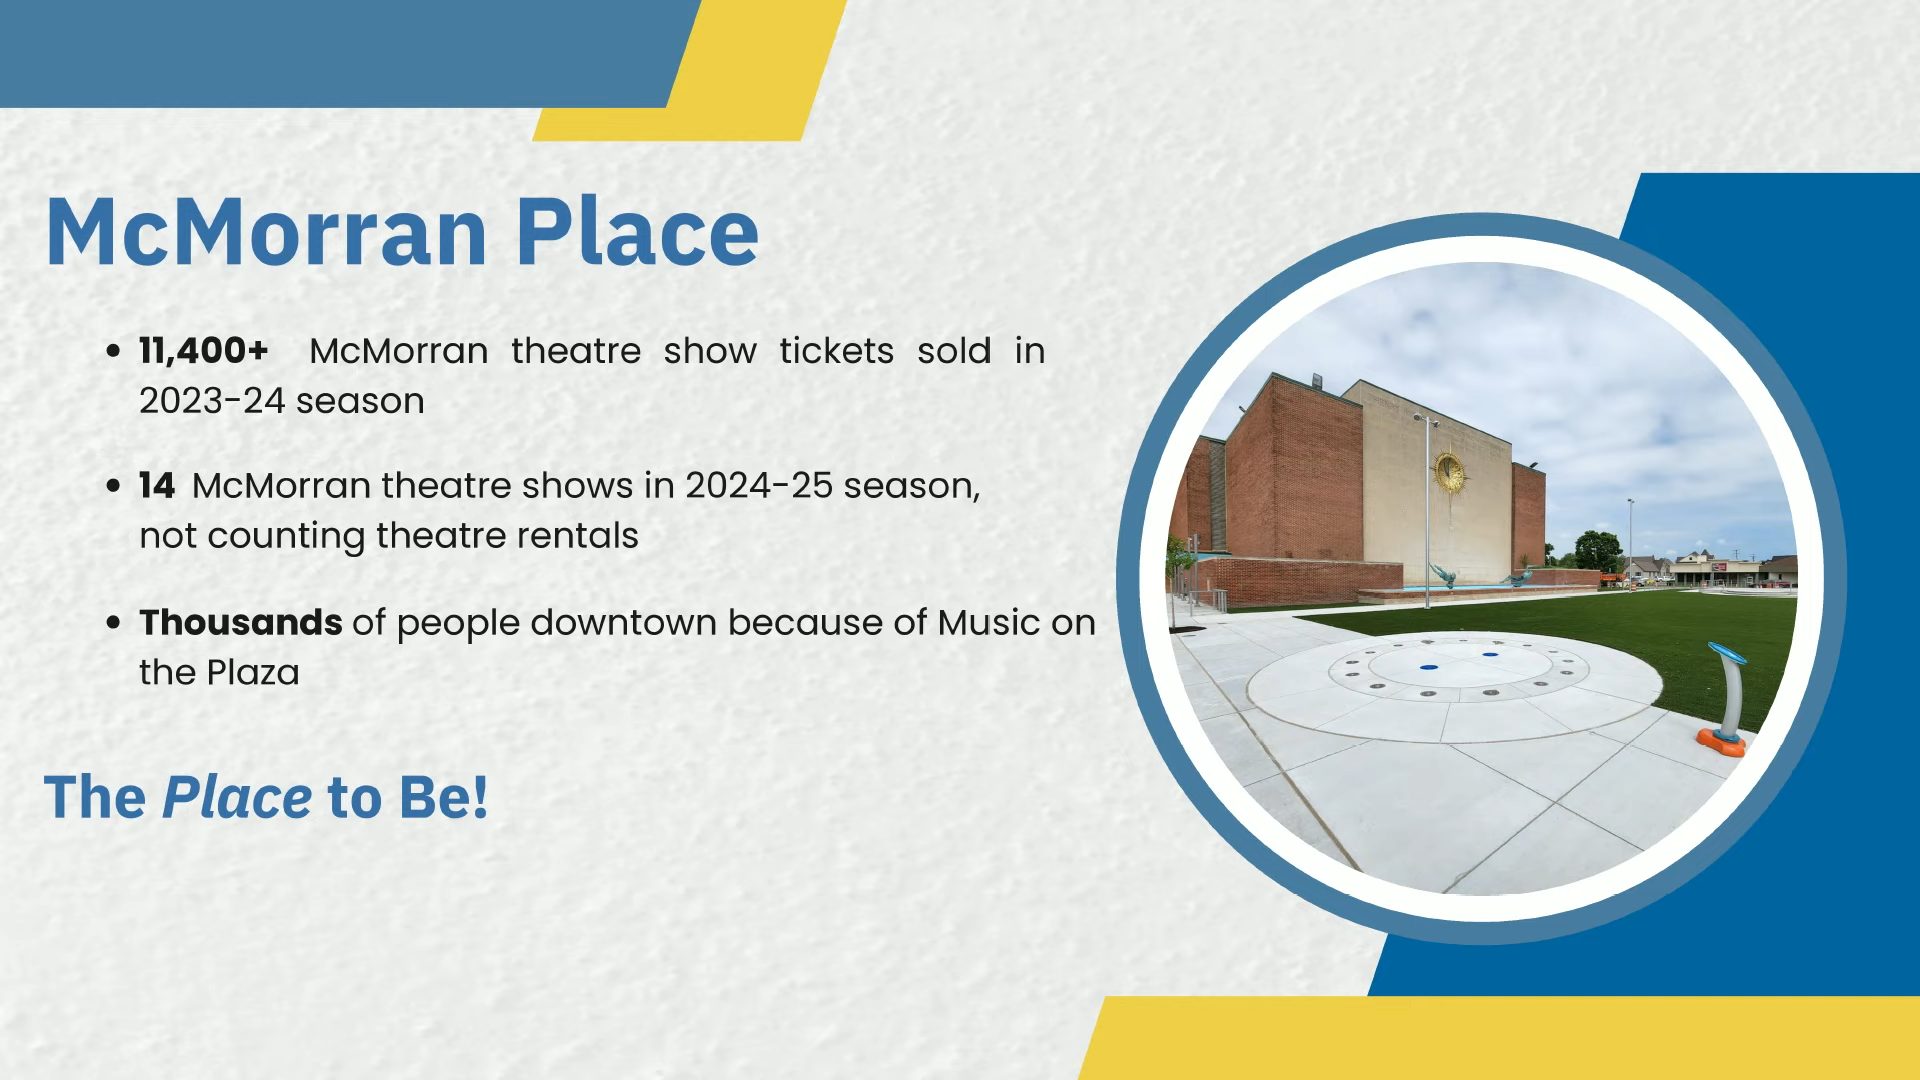 McMorran Place
• 11,400+ McMorran theatre show tickets sold in
2023-24 season
• 14 McMorran theatre shows in 2024-25 season,
not counting theatre rentals
• Thousands of people downtown because of Music on
the Plaza
The Place to Be!